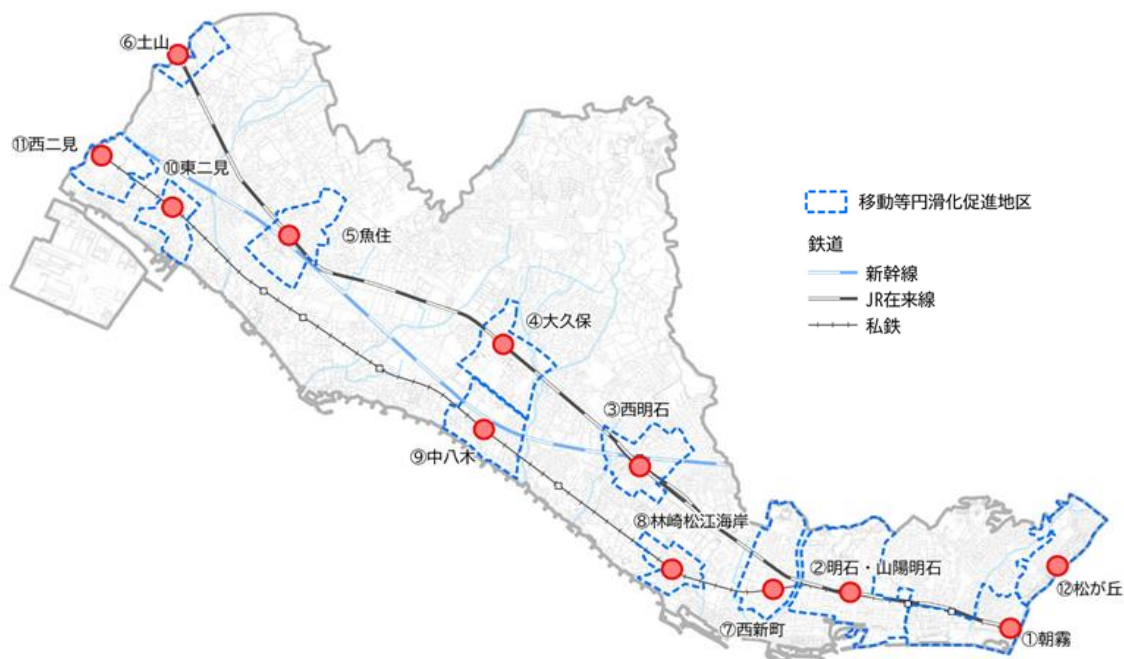 ⑥土山
⑪西二見
⑩東二見
⑤魚住
④大久保
③西明石
⑨中八木
⑧林崎松江海岸
②明石・山陽明石
⑫松が丘
⑦西新町
①朝霧
移動等円滑化促進地区
鉄道
新幹線
JR在来線
私鉄